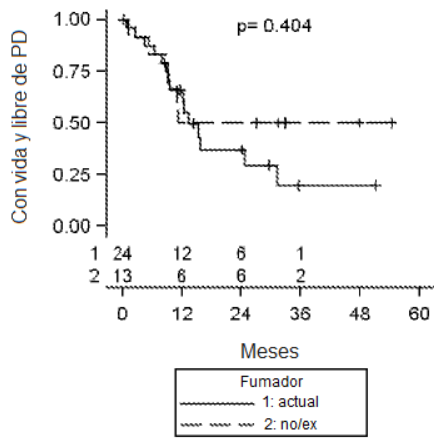 1.00
p= 0.404
0.75
0.50
0.25
0.00
Con vida y libre de PD
1 24 12 6 1
2 13 6 6 2
0 12 24 36 48 60
Meses
Fumador
1: actual
2: no/ex